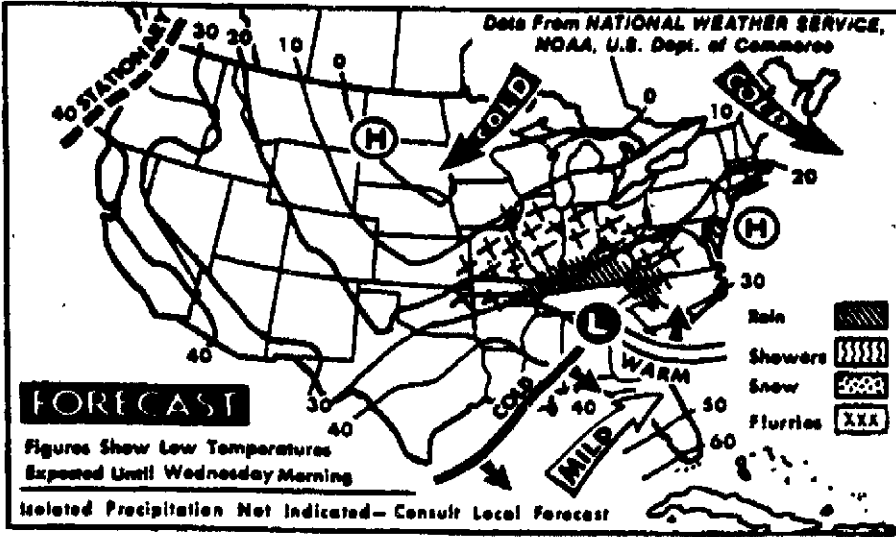 Data From NATIONAL WEATHER SERVICE,
NOAA, U.S. Dept. of Commerce
40 STATIONARY
30
20
10
0
COLD
COLD
0
10
20
H
H
30
L
WARM
COLD
40
MILD
50
60
40
30
40
Rain
Showers
Snow
Flurries
XXX
FORECAST
Figures Show Low Temperatures
Expected Until Wednesday Morning
Isolated Precipitation Not Indicated– Consult Local Forecast